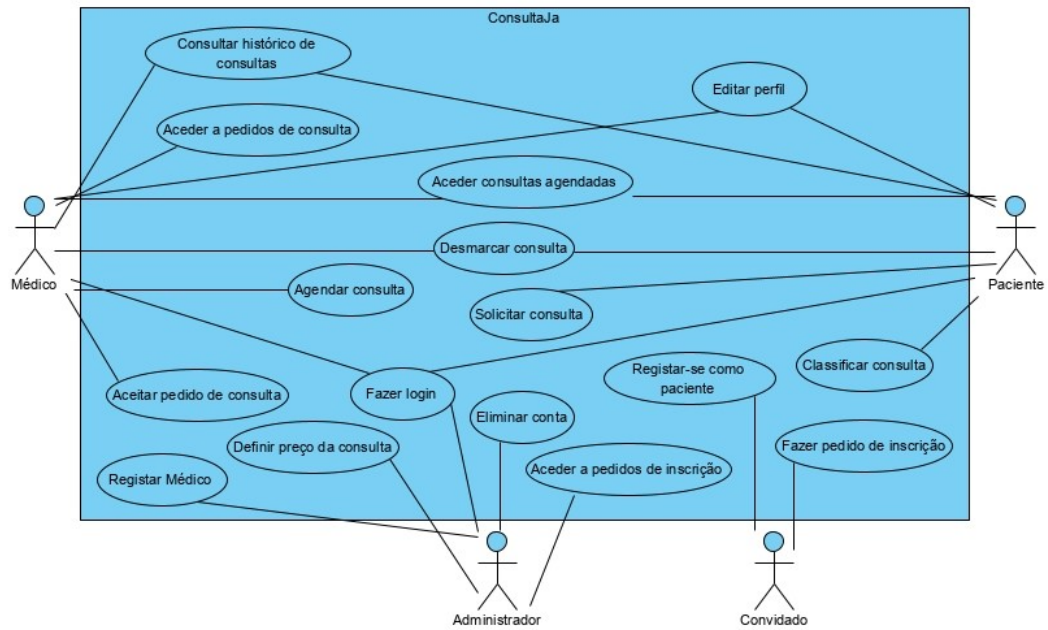 ConsultaJa
Consultar histórico de
consultas
Editar perfil
Aceder a pedidos de consulta
Aceder consultas agendadas
Desmarcar consulta
Médico
Paciente
Agendar consulta
Solicitar consulta
Classificar consulta
Registar-se como
paciente
Aceitar pedido de consulta
Fazer login
Eliminar conta
Definir preço da consulta
Fazer pedido de inscrição
Aceder a pedidos de inscrição
Registar Médico
Administrador
Convidado